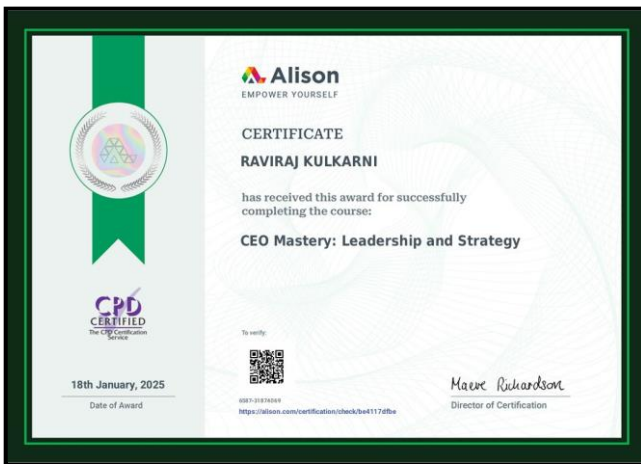 Alison
EMPOWER YOURSELF
CERTIFICATE
RAVIRAJ KULKARNI
has received this award for successfully
completing the course:
CEO Mastery: Leadership and Strategy
CPD
CERTIFIED
The CPD Certification
Service
18th January, 2025
Date of Award
To verify:
6587-31876069
https://alison.com/certification/check/be4117dfbe
Maeve Richardson
Director of Certification